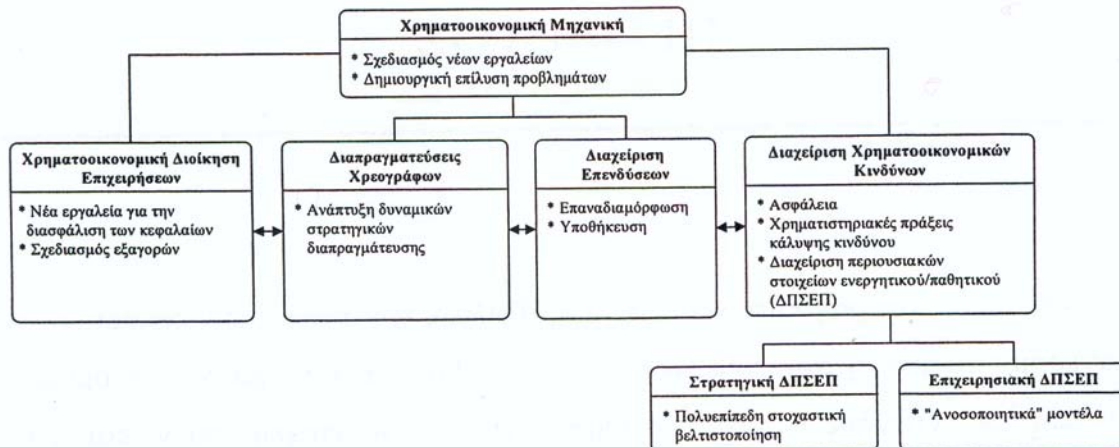 Χρηματοοικονομική Μηχανική
* Σχεδιασμός νέων εργαλείων
* Δημιουργική επίλυση προβλημάτων
Χρηματοοικονομική Διοίκηση
Επιχειρήσεων
* Νέα εργαλεία για την
διασφάλιση των κεφαλαίων
* Σχεδιασμός εξαγορών
Διαπραγματεύσεις
Χρεογράφων
* Ανάπτυξη δυναμικών
στρατηγικών
διαπραγμάτευσης
Διαχείριση
Επενδύσεων
* Επαναδιαμόρφωση
* Υποθήκευση
Διαχείριση Χρηματοοικονομικών
Κινδύνων
* Ασφάλεια
* Χρηματιστηριακές πράξεις
κάλυψης κινδύνου
* Διαχείριση περιουσιακών
στοιχείων ενεργητικού/παθητικού
(ΔΠΣΕΠ)
Στρατηγική ΔΠΣΕΠ
* Πολυεπίπεδη στοχαστική
βελτιστοποίηση
Επιχειρησιακή ΔΠΣΕΠ
* "Ανοσοποιητικά" μοντέλα